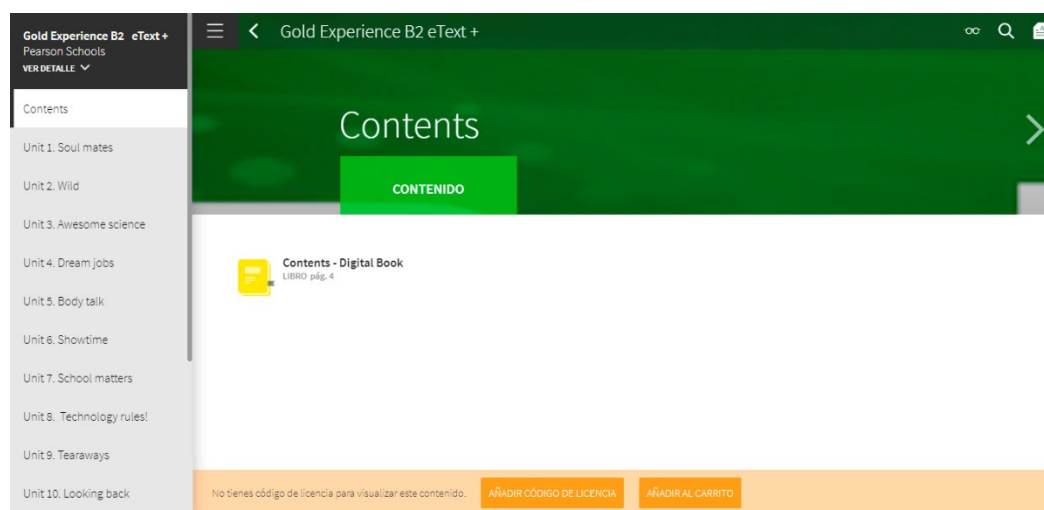 Gold Experience B2 eText +
Pearson Schools
VER DETALLE
Contents
Unit 1. Soul mates
Unit 2. Wild
Unit 3. Awesome science
Unit 4. Dream jobs
Unit 5. Body talk
Unit 6. Showtime
Unit 7. School matters
Unit 8. Technology rules!
Unit 9. Tearaways
Unit 10. Looking back
Gold Experience B2 eText +
Contents
CONTENIDO
Contents - Digital Book
LIBRO pág. 4
No tienes código de licencia para visualizar este contenido. AÑADIR CÓDIGO DE LICENCIA AÑADIR AL CARRITO